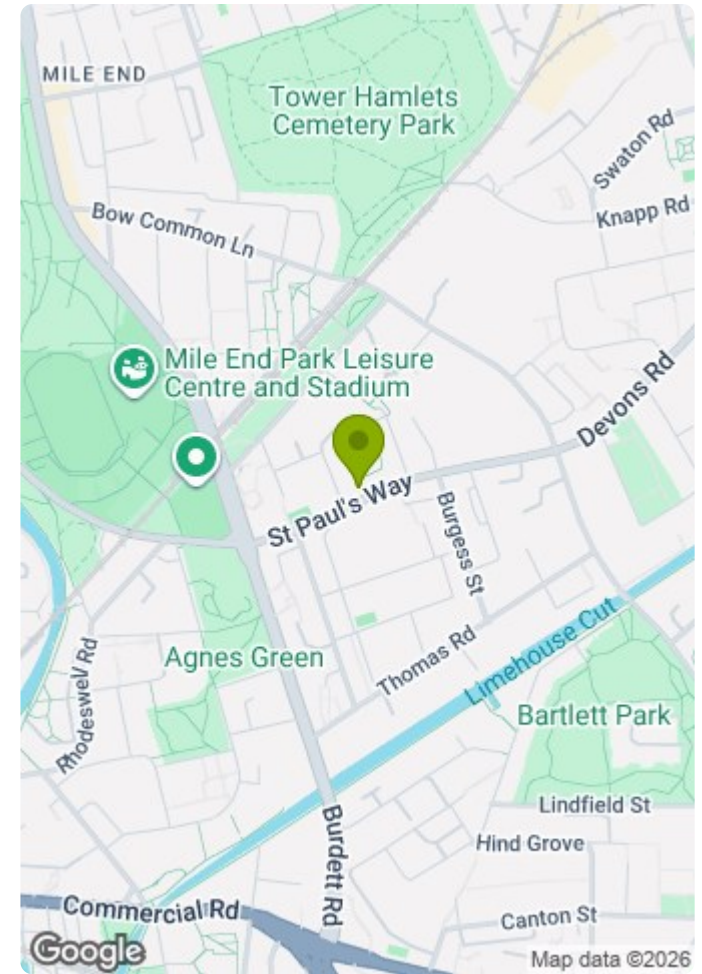 MILE END
Tower Hamlets
Cemetery Park
Swaton Rd
Knapp Rd
Bow Common Ln
Mile End Park Leisure
Centre and Stadium
Devons Rd
St Paul's Way
Burgess St
Agnes Green
Thomas Rd
Limehouse Cut
Rhodeswell Rd
Bartlett Park
Lindfield St
Burdett Rd
Hind Grove
Commercial Rd
Canton St
Google
Map data ©2026